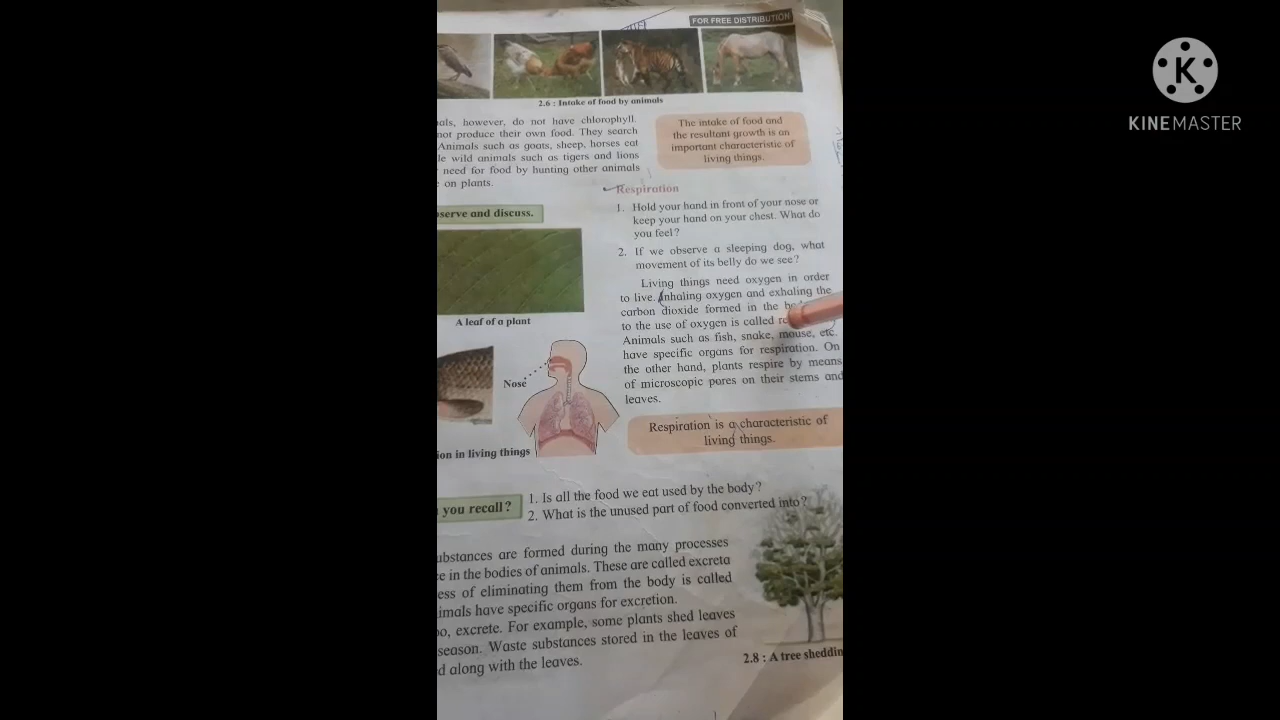 FOR FREE DISTRIBUTION
2.6 : Intake of food by animals
however, do not have chlorophyll.
not produce their own food. They search
Animals such as goats, sheep, horses eat
wild animals such as tigers and lions
need for food by hunting other animals
on plants.
The intake of food and
the resultant growth is an
important characteristic of
living things.
and discuss.
A leaf of a plant
Nose
in living things
Respiration
1. Hold your hand in front of your nose or
keep your hand on your chest. What do
you feel?
2. If we observe a sleeping dog, what
movement of its belly do we see?
Living things need oxygen in order
to live. Inhaling oxygen and exhaling the
carbon dioxide formed in the
to the use of oxygen is called
Animals such as fish, snake, mouse, etc.
have specific organs for respiration. On
the other hand, plants respire by means
of microscopic pores on their stems and
leaves.
Respiration is a characteristic of
living things.
you recall?
1. Is all the food we eat used by the body?
2. What is the unused part of food converted into?
are formed during the many processes
in the bodies of animals. These are called excreta
of eliminating them from the body is called
have specific organs for excretion.
excrete. For example, some plants shed leaves
season. Waste substances stored in the leaves of
along with the leaves.
2.8 : A tree
KINEMASTER